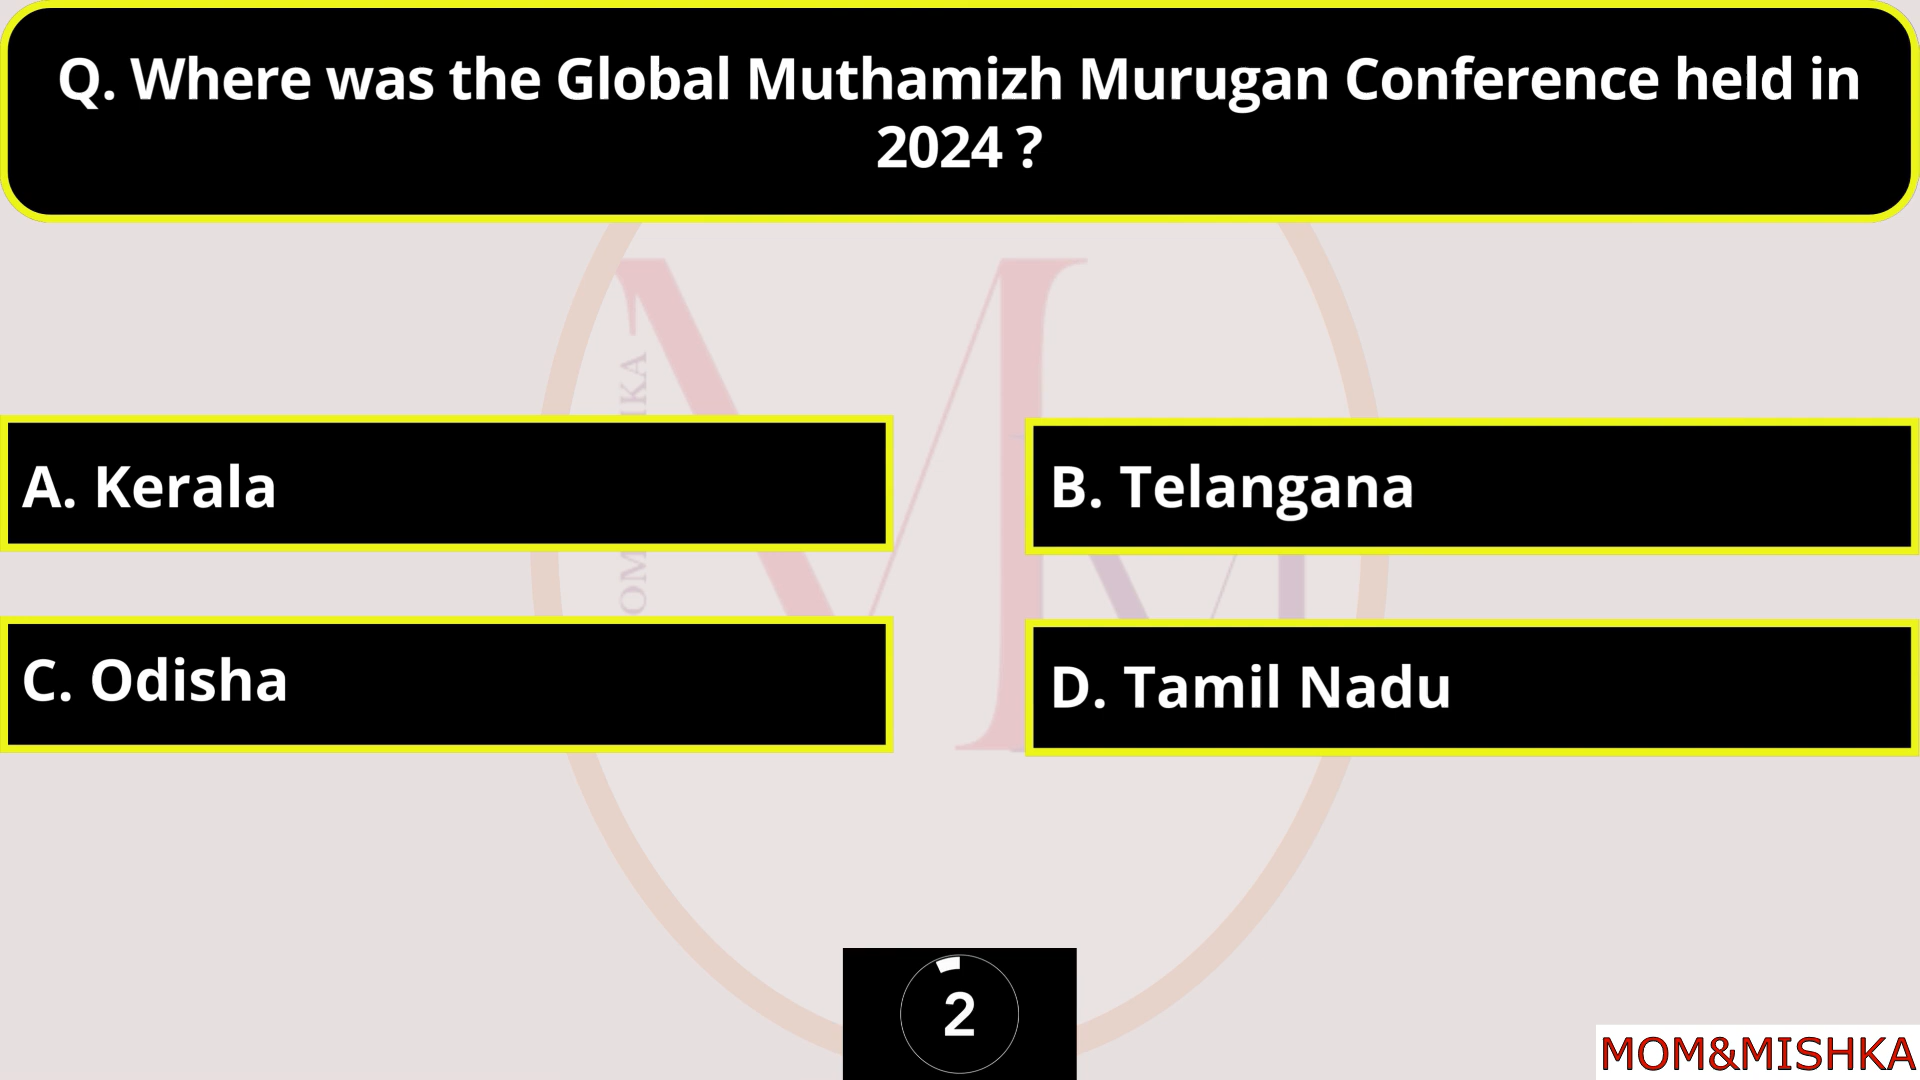 Q. Where was the Global Muthamizh Murugan Conference held in
2024 ?
A. Kerala
B. Telangana
C. Odisha
D. Tamil Nadu
2
MOM&MISHKA